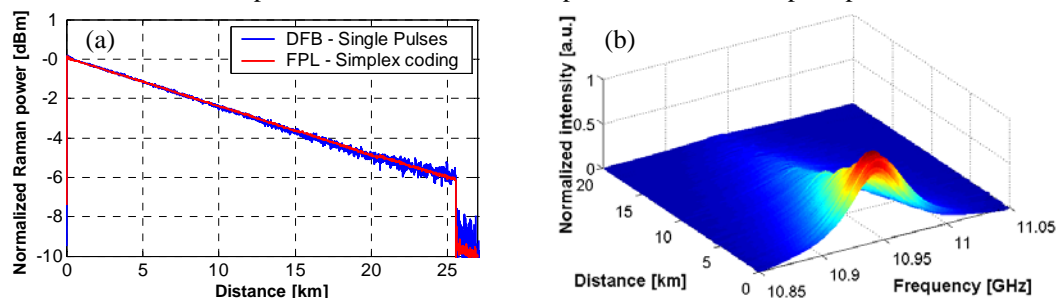 (a)
Normalized Raman power [dBm]
1
-0
-2
-4
-6
-8
-10
DFB - Single Pulses
FPL - Simplex coding
0
5
10
15
20
25
Distance [km]
(b)
Normalized intensity [a.u.]
1
0.5
0
20
15
10
5
0
Distance [km]
10.85
10.9
10.95
11
11.05
Frequency [GHz]